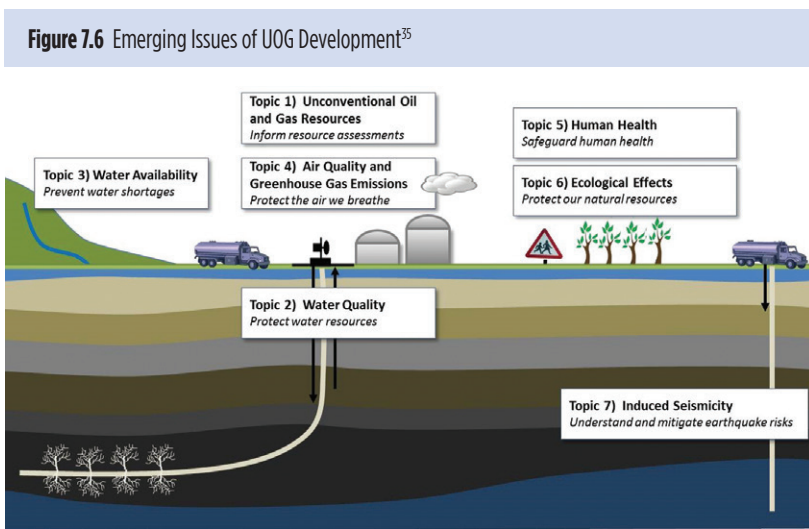 Figure 7.6 Emerging Issues of UOG Development35
Topic 1) Unconventional Oil
and Gas Resources
Inform resource assessments
Topic 3) Water Availability
Prevent water shortages
Topic 4) Air Quality and
Greenhouse Gas Emissions
Protect the air we breathe
Topic 5) Human Health
Safeguard human health
Topic 6) Ecological Effects
Protect our natural resources
Topic 2) Water Quality
Protect water resources
Topic 7) Induced Seismicity
Understand and mitigate earthquake risks